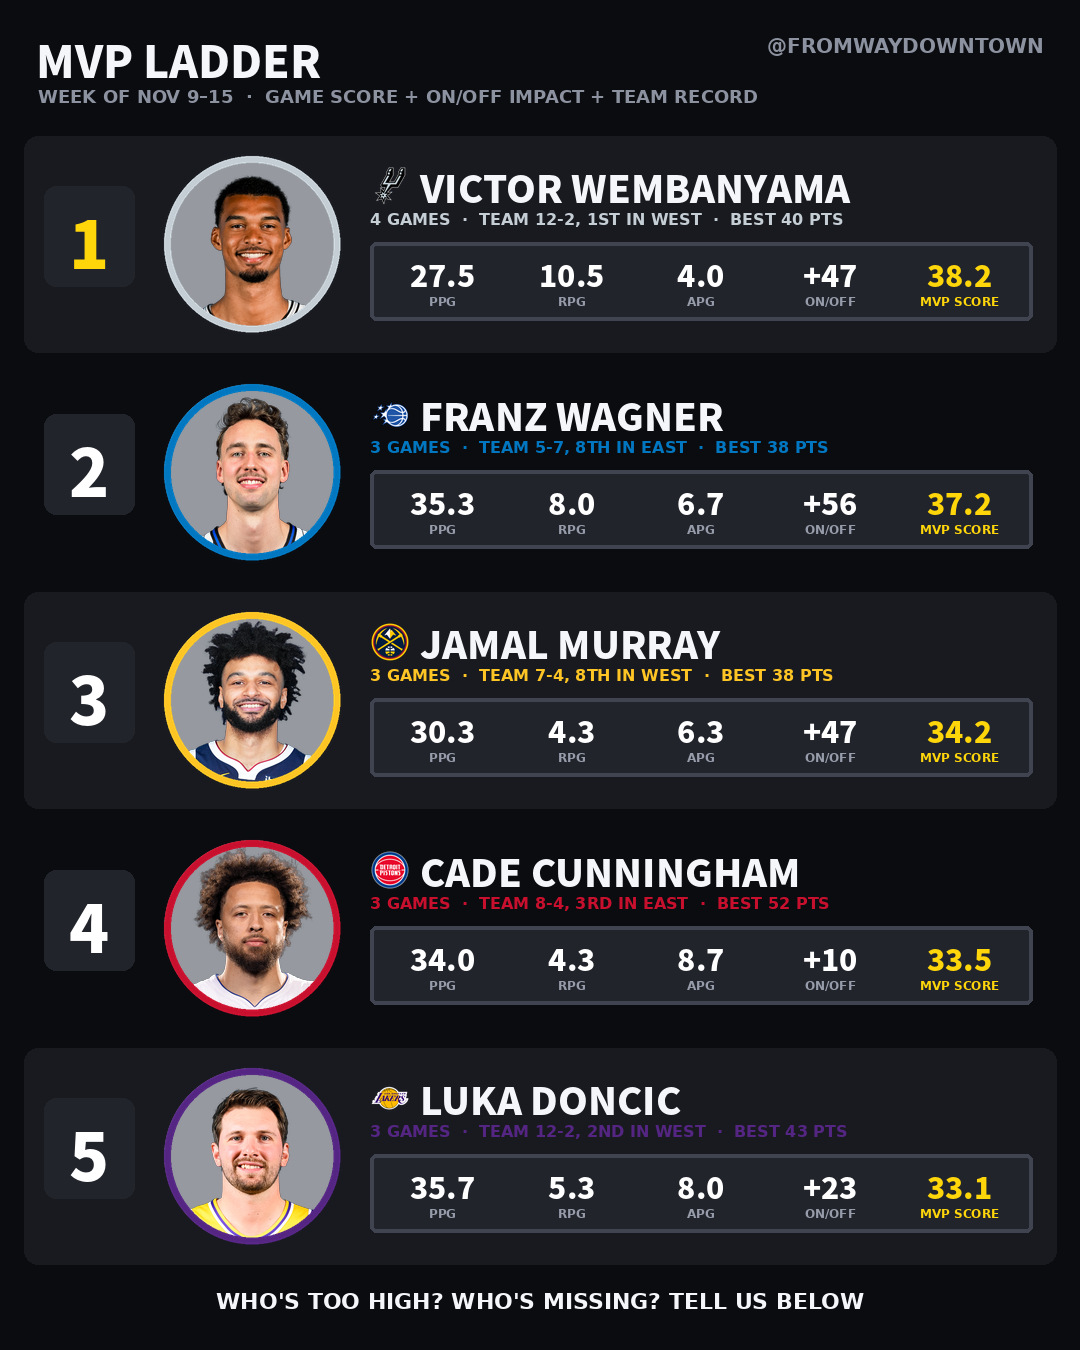 MVP LADDER
@FROMWAYDOWNTOWN
WEEK OF NOV 9–15 · GAME SCORE + ON/OFF IMPACT + TEAM RECORD
1
VICTOR WEMBANYAMA
4 GAMES · TEAM 12-2, 1ST IN WEST · BEST 40 PTS
27.5 10.5 4.0 +47 38.2
PPG RPG APG ON/OFF MVP SCORE
2
FRANZ WAGNER
3 GAMES · TEAM 5-7, 8TH IN EAST · BEST 38 PTS
35.3 8.0 6.7 +56 37.2
PPG RPG APG ON/OFF MVP SCORE
3
JAMAL MURRAY
3 GAMES · TEAM 7-4, 8TH IN WEST · BEST 38 PTS
30.3 4.3 6.3 +47 34.2
PPG RPG APG ON/OFF MVP SCORE
4
DETROIT
PISTONS
CADE CUNNINGHAM
3 GAMES · TEAM 8-4, 3RD IN EAST · BEST 52 PTS
34.0 4.3 8.7 +10 33.5
PPG RPG APG ON/OFF MVP SCORE
5
LAKERS
LUKA DONCIC
3 GAMES · TEAM 12-2, 2ND IN WEST · BEST 43 PTS
35.7 5.3 8.0 +23 33.1
PPG RPG APG ON/OFF MVP SCORE
WHO'S TOO HIGH? WHO'S MISSING? TELL US BELOW